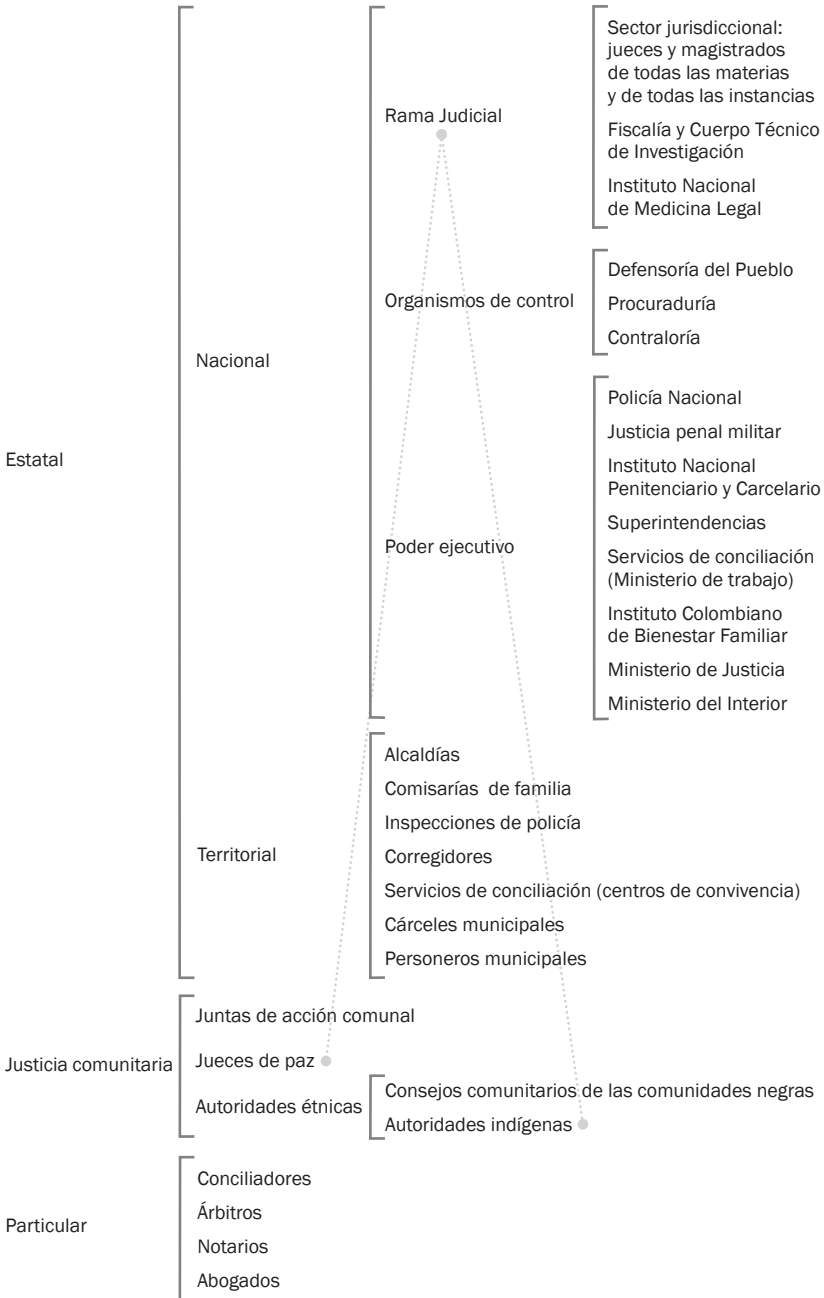 Estatal
Nacional
Rama Judicial
Sector jurisdiccional:
jueces y magistrados
de todas las materias
y de todas las instancias
Fiscalía y Cuerpo Técnico
de Investigación
Instituto Nacional
de Medicina Legal
Organismos de control
Defensoría del Pueblo
Procuraduría
Contraloría
Poder ejecutivo
Policía Nacional
Justicia penal militar
Instituto Nacional
Penitenciario y Carcelario
Superintendencias
Servicios de conciliación
(Ministerio de trabajo)
Instituto Colombiano
de Bienestar Familiar
Ministerio de Justicia
Ministerio del Interior
Territorial
Alcaldías
Comisarías de familia
Inspecciones de policía
Corregidores
Servicios de conciliación (centros de convivencia)
Cárceles municipales
Personeros municipales
Justicia comunitaria
Juntas de acción comunal
Jueces de paz
Autoridades étnicas
Consejos comunitarios de las comunidades negras
Autoridades indígenas
Particular
Conciliadores
Árbitros
Notarios
Abogados